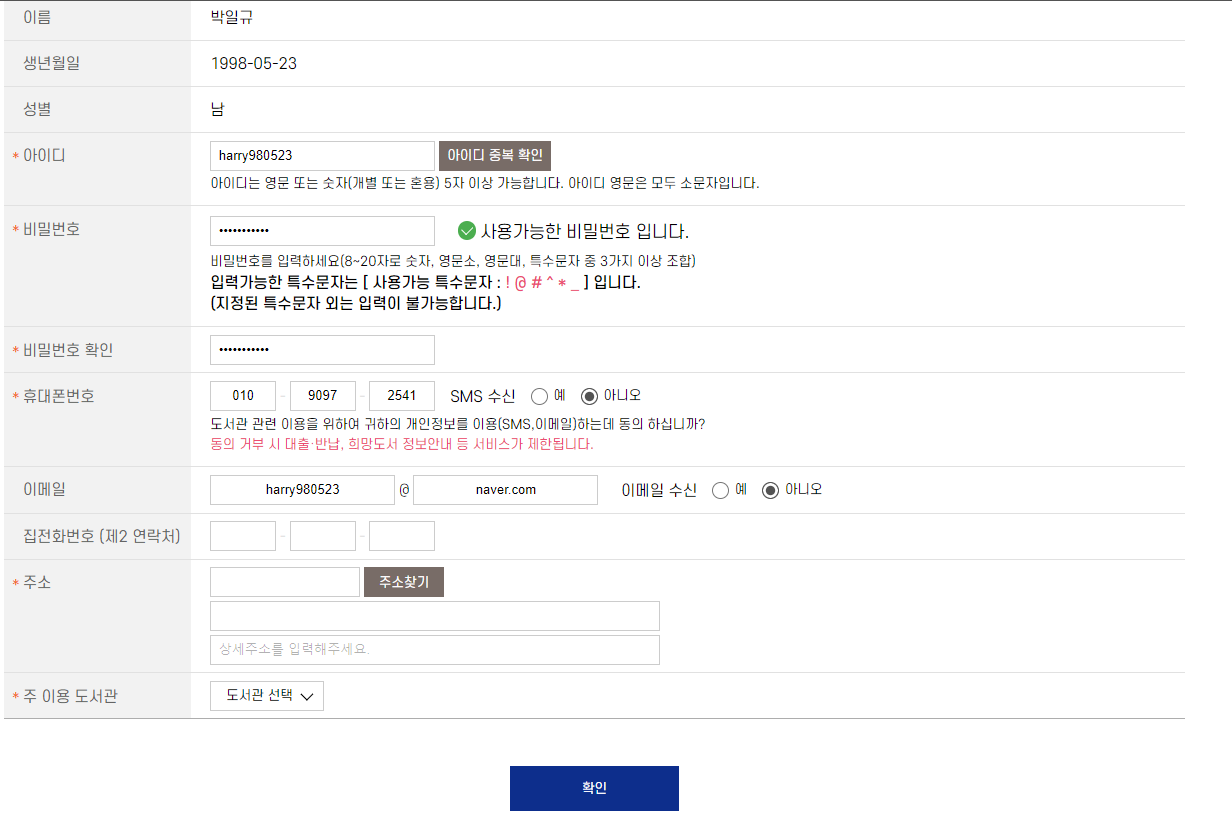 이름 박일규
생년월일 1998-05-23
성별 남
* 아이디 harry980523 아이디 중복 확인
아이디는 영문 또는 숫자(개별 또는 혼용) 5자 이상 가능합니다. 아이디 영문은 모두 소문자입니다.
* 비밀번호 ••••••••••• 사용가능한 비밀번호 입니다.
비밀번호를 입력하세요(8~20자로 숫자, 영문소, 영문대, 특수문자 중 3가지 이상 조합)
입력가능한 특수문자는 [ 사용가능 특수문자 : ! @ # ^ * _ ] 입니다.
(지정된 특수문자 외는 입력이 불가능합니다.)
* 비밀번호 확인 •••••••••••
* 휴대폰번호 010 - 9097 - 2541 SMS 수신 예 아니오
도서관 관련 이용을 위하여 귀하의 개인정보를 이용(SMS,이메일)하는데 동의 하십니까?
동의 거부 시 대출·반납, 희망도서 정보안내 등 서비스가 제한됩니다.
이메일 harry980523 @ naver.com 이메일 수신 예 아니오
집전화번호 (제2 연락처) - -
* 주소 주소찾기
상세주소를 입력해주세요.
* 주 이용 도서관 도서관 선택
확인